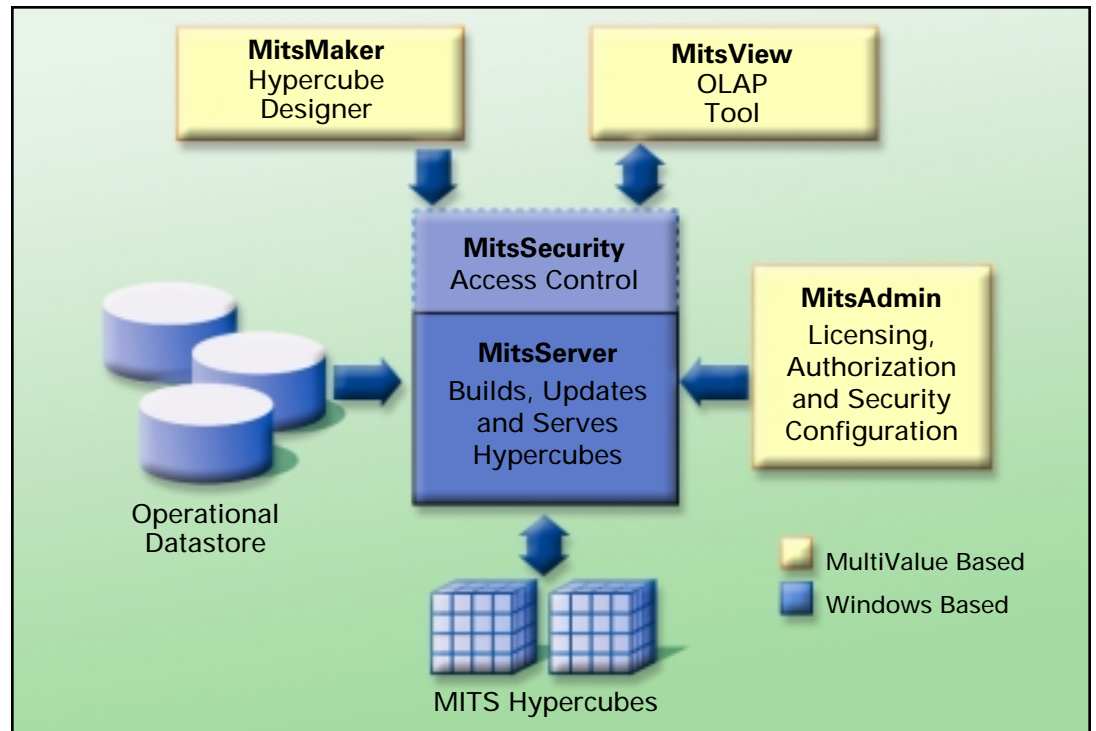 MitsMaker
Hypercube
Designer
MitsView
OLAP
Tool
MitsSecurity
Access Control
MitsServer
Builds, Updates
and Serves
Hypercubes
MitsAdmin
Licensing,
Authorization
and Security
Configuration
Operational
Datastore
MultiValue Based
Windows Based
MITS Hypercubes